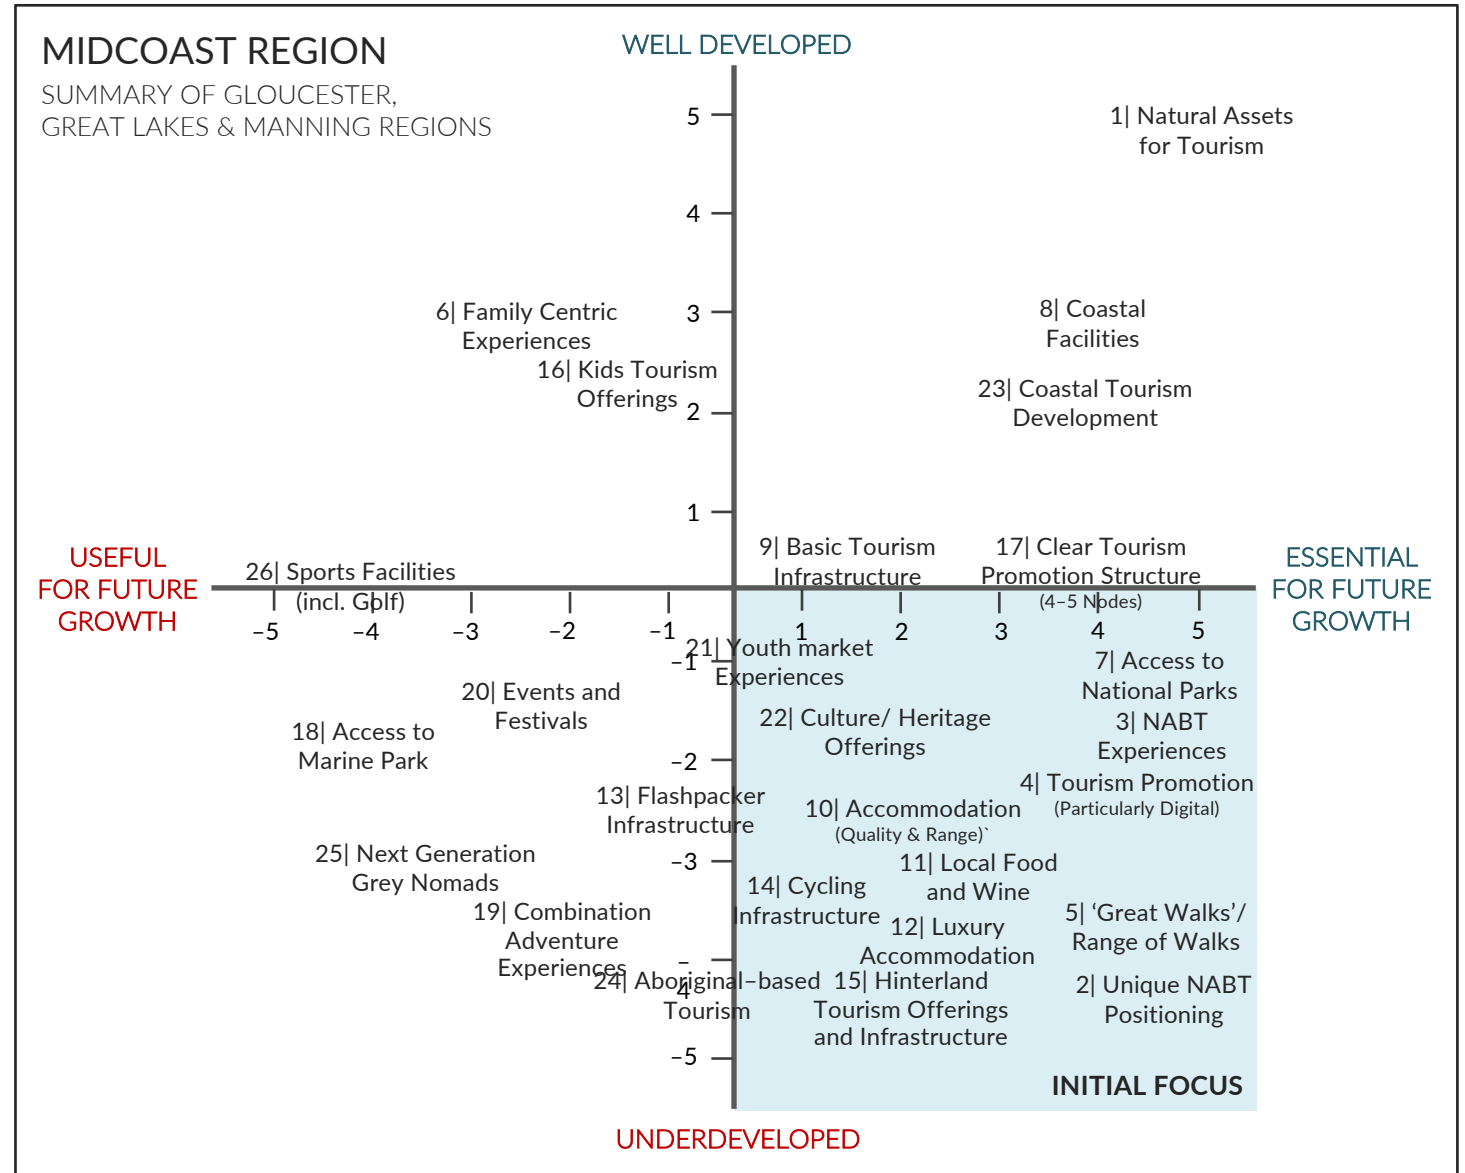 MIDCOAST REGION
SUMMARY OF GLOUCESTER,
GREAT LAKES & MANNING REGIONS
WELL DEVELOPED
5
1| Natural Assets
for Tourism
4
6| Family Centric
Experiences
3
8| Coastal
Facilities
16| Kids Tourism
Offerings
2
23| Coastal Tourism
Development
1
USEFUL
FOR FUTURE
GROWTH
26| Sports Facilities
(incl. Golf)
9| Basic Tourism
Infrastructure
17| Clear Tourism
Promotion Structure
(4–5 Nodes)
ESSENTIAL
FOR FUTURE
GROWTH
–5 –4 –3 –2 –1 1 2 3 4 5
–1
21| Youth market
Experiences
7| Access to
National Parks
20| Events and
Festivals
22| Culture/ Heritage
Offerings
3| NABT
Experiences
18| Access to
Marine Park
–2
4| Tourism Promotion
(Particularly Digital)
13| Flashpacker
Infrastructure
10| Accommodation
(Quality & Range)`
25| Next Generation
Grey Nomads
–3
11| Local Food
and Wine
14| Cycling
Infrastructure
19| Combination
Adventure
Experiences
12| Luxury
Accommodation
5| ‘Great Walks’/
Range of Walks
–
4
24| Aboriginal–based
Tourism
15| Hinterland
Tourism Offerings
and Infrastructure
2| Unique NABT
Positioning
–5
INITIAL FOCUS
UNDERDEVELOPED